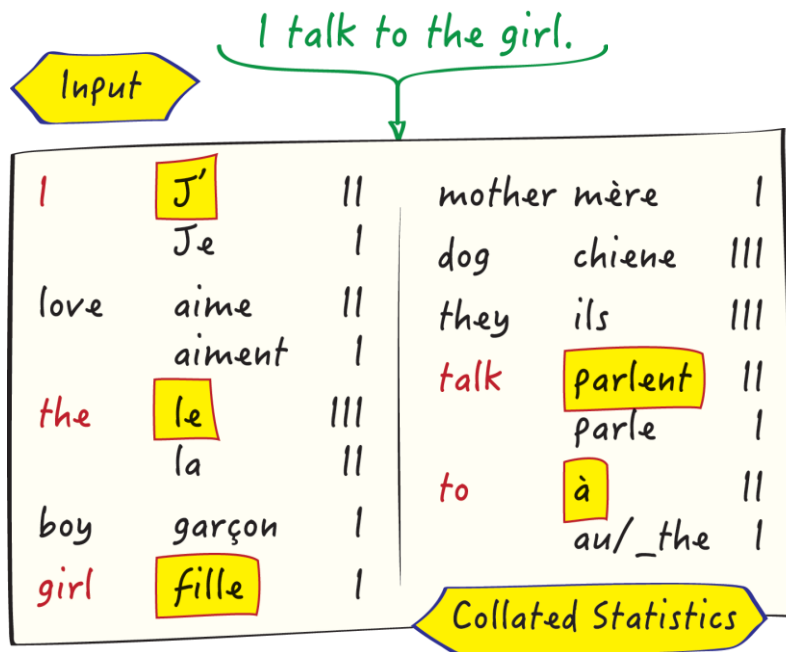 I talk to the girl.
Input
I J' II
Je I
love aime II
aiment I
the le III
la II
boy garçon I
girl fille I
mother mère I
dog chiene III
they ils III
talk parlent II
parle I
to à II
au/_the I
Collated Statistics